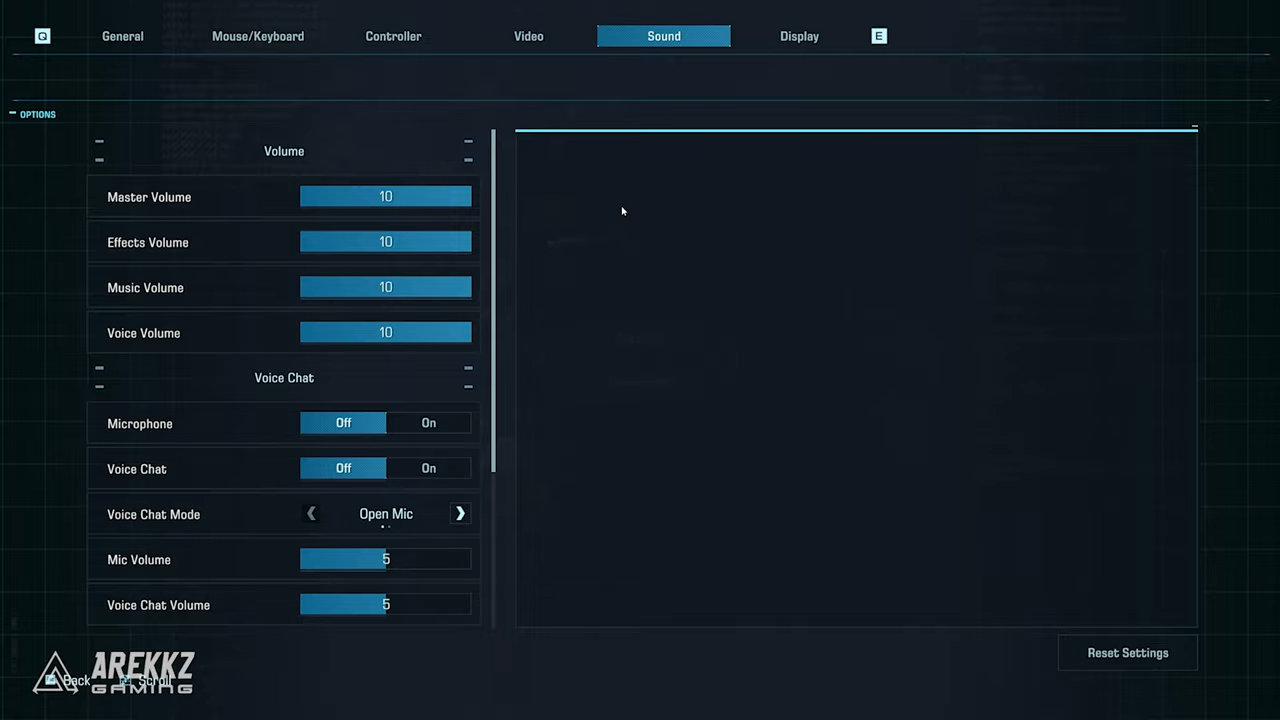 Q General Mouse/Keyboard Controller Video Sound Display E
OPTIONS
Volume
Master Volume 10
Effects Volume 10
Music Volume 10
Voice Volume 10
Voice Chat
Microphone Off On
Voice Chat Off On
Voice Chat Mode Open Mic
Mic Volume 5
Voice Chat Volume 5
Reset Settings
AREKKZ
GAMING
Back Scroll